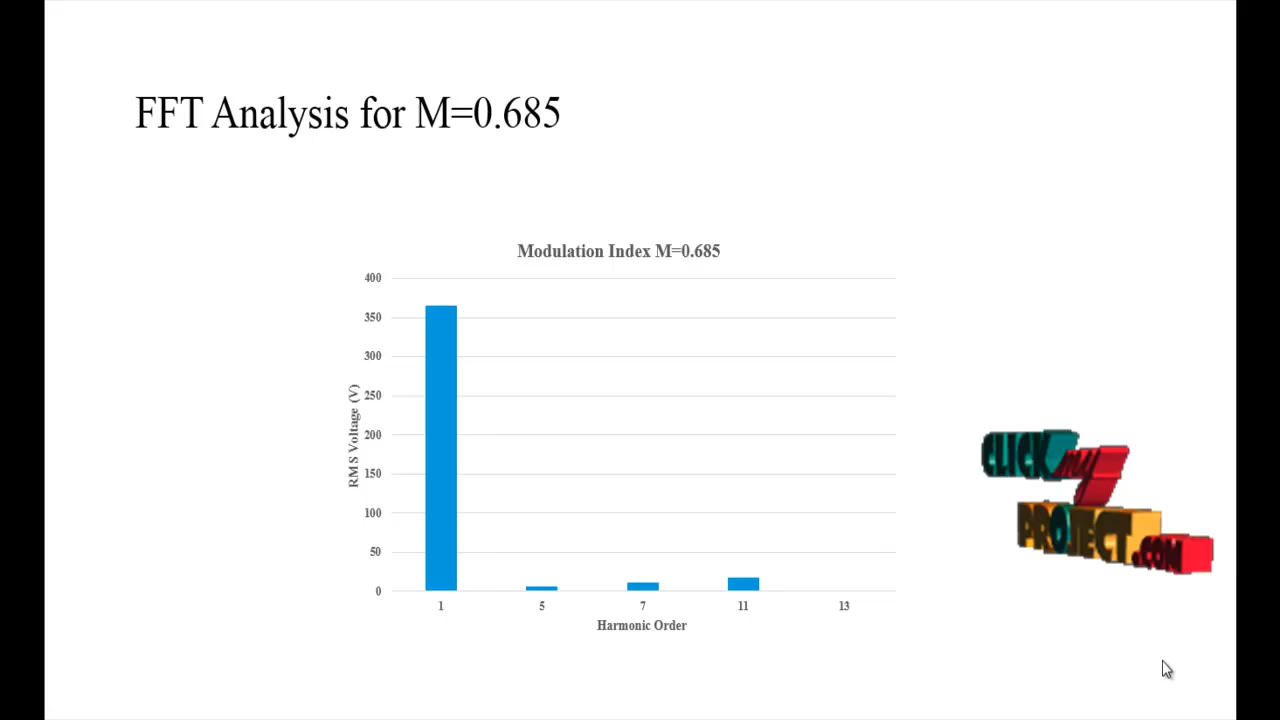 FFT Analysis for M=0.685
Modulation Index M=0.685
400
350
300
250
200
150
100
50
0
RMS Voltage (V)
1 5 7 11 13
Harmonic Order
CLICK my
PROJECT.COM